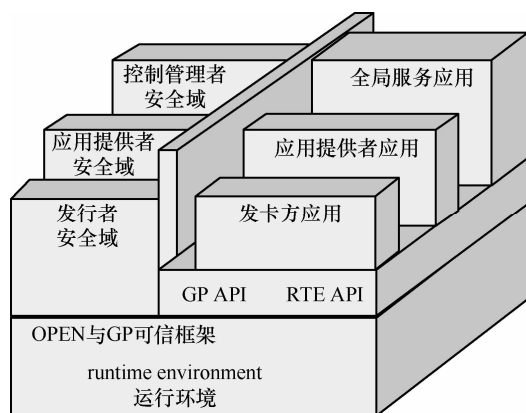 控制管理者
安全域
全局服务应用
应用提供者
安全域
应用提供者应用
发行者
安全域
发卡方应用
GP API RTE API
OPEN与GP可信框架
runtime environment
运行环境